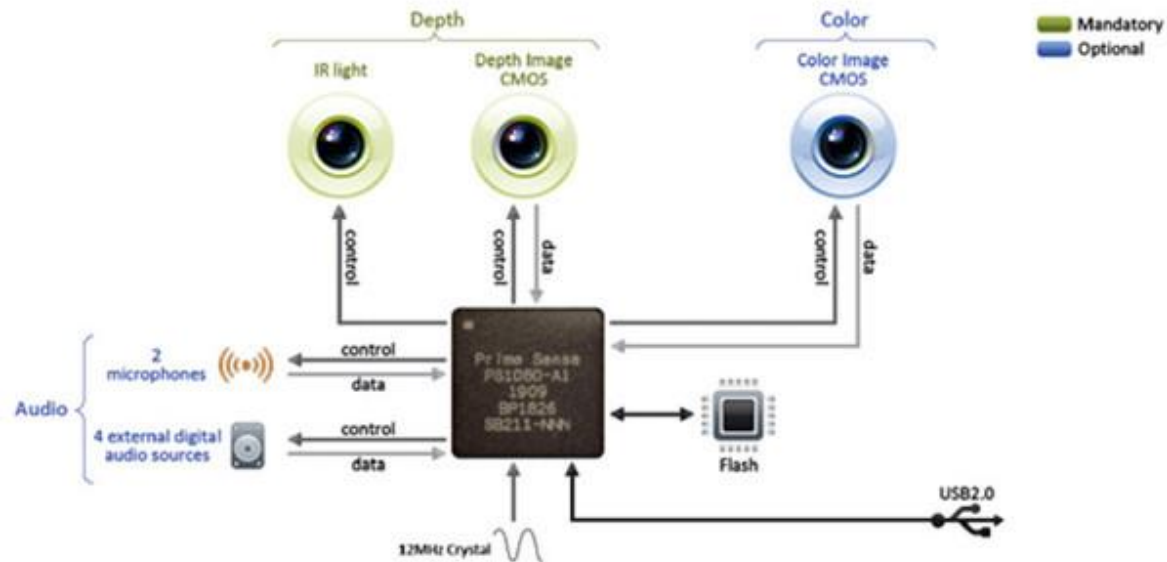 Depth
Color
Mandatory
Optional
IR light
Depth Image
CMOS
Color Image
CMOS
control
control
data
control
data
Prime Sense
PS1080-A1
1909
BP1826
SB211-NNN
2
microphones
control
data
Audio
4 external digital
audio sources
control
data
Flash
USB2.0
12MHz Crystal